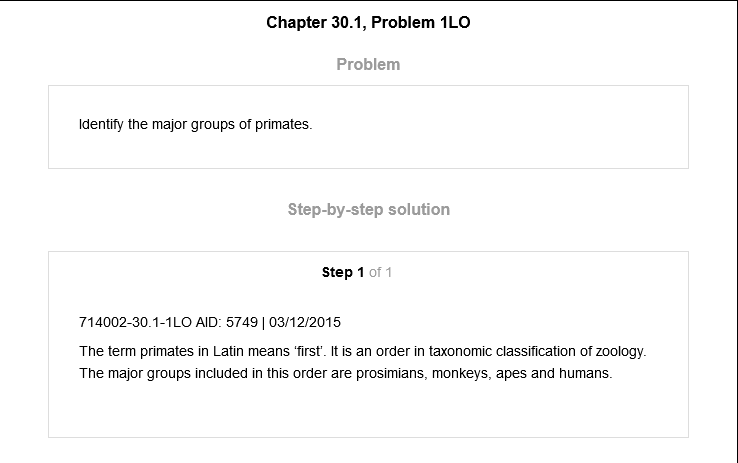 Chapter 30.1, Problem 1LO
Problem
Identify the major groups of primates.
Step-by-step solution
Step 1 of 1
714002-30.1-1LO AID: 5749 | 03/12/2015
The term primates in Latin means ‘first’. It is an order in taxonomic classification of zoology.
The major groups included in this order are prosimians, monkeys, apes and humans.